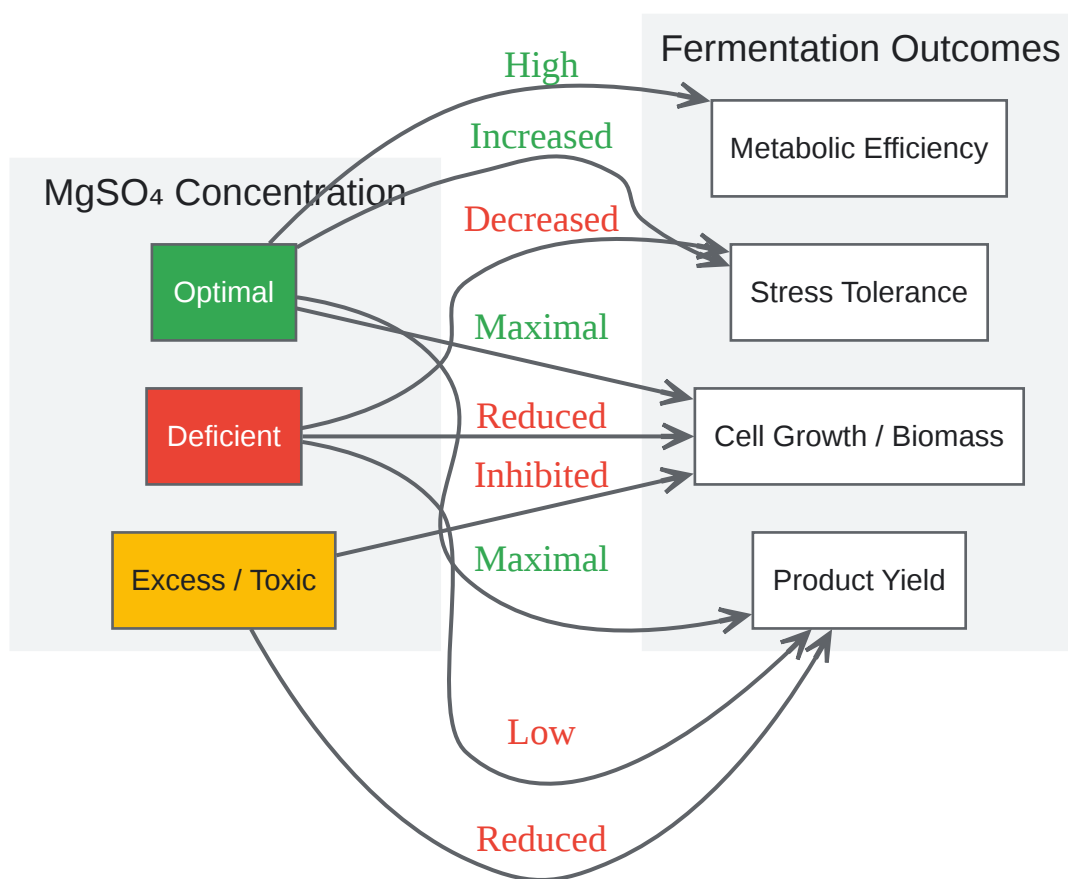 Fermentation Outcomes
High
Metabolic Efficiency
Increased
MgSO₄ Concentration
Decreased
Optimal
Stress Tolerance
Maximal
Deficient
Reduced
Cell Growth / Biomass
Inhibited
Excess / Toxic
Maximal
Product Yield
Low
Reduced